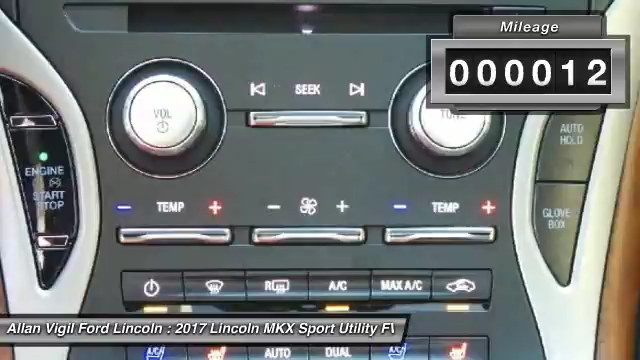 Mileage
000012
VOL
SEEK
TUNE
AUTO
HOLD
ENGINE
START
STOP
- TEMP +
- +
- TEMP +
GLOVE
BOX
R
A/C
MAX A/C
Allan Vigil Ford Lincoln : 2017 Lincoln MKX Sport Utility F
AUTO
DUAL